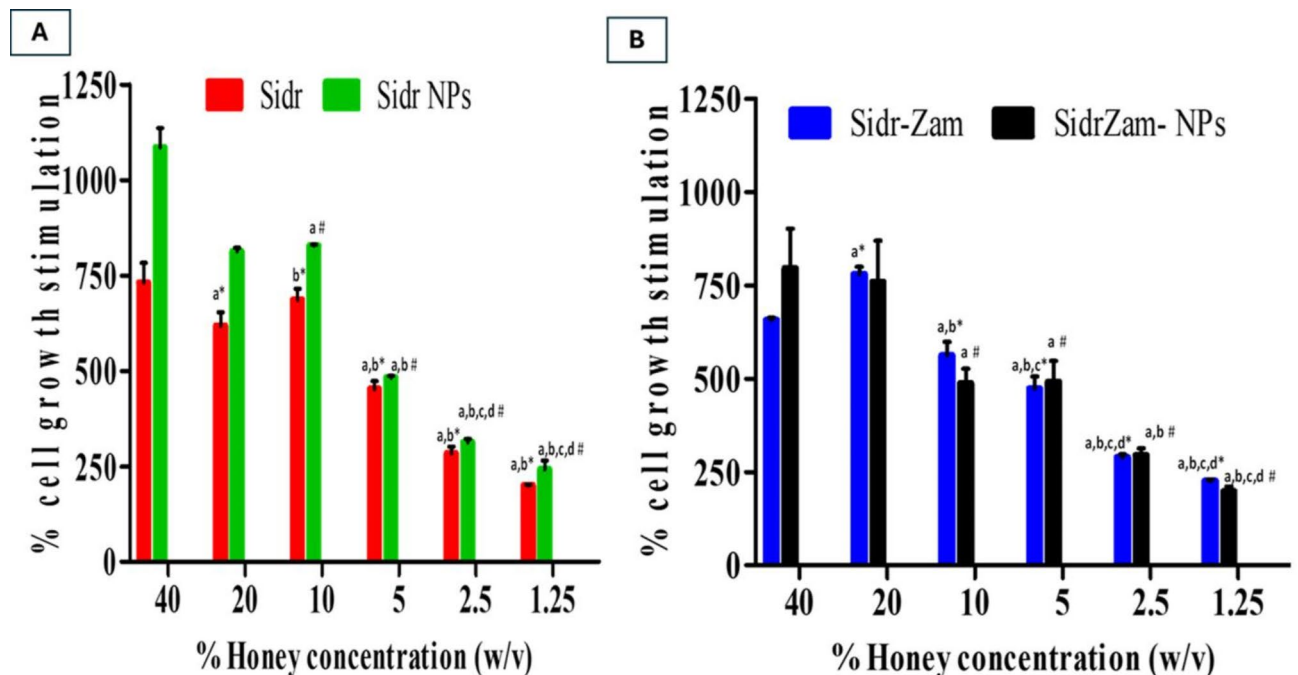 A
% cell growth stimulation
1250
1000
750
500
250
0
Sidr
Sidr NPs
a*
b*
a #
a,b*
a,b #
a,b*
a,b,c,d #
a,b*
a,b,c,d #
40 20 10 5 2.5 1.25
% Honey concentration (w/v)
B
% cell growth stimulation
1250
1000
750
500
250
0
Sidr-Zam
SidrZam- NPs
a*
a,b*
a #
a,b,c*
a #
a,b,c,d*
a,b #
a,b,c,d*
a,b,c,d #
40 20 10 5 2.5 1.25
% Honey concentration (w/v)